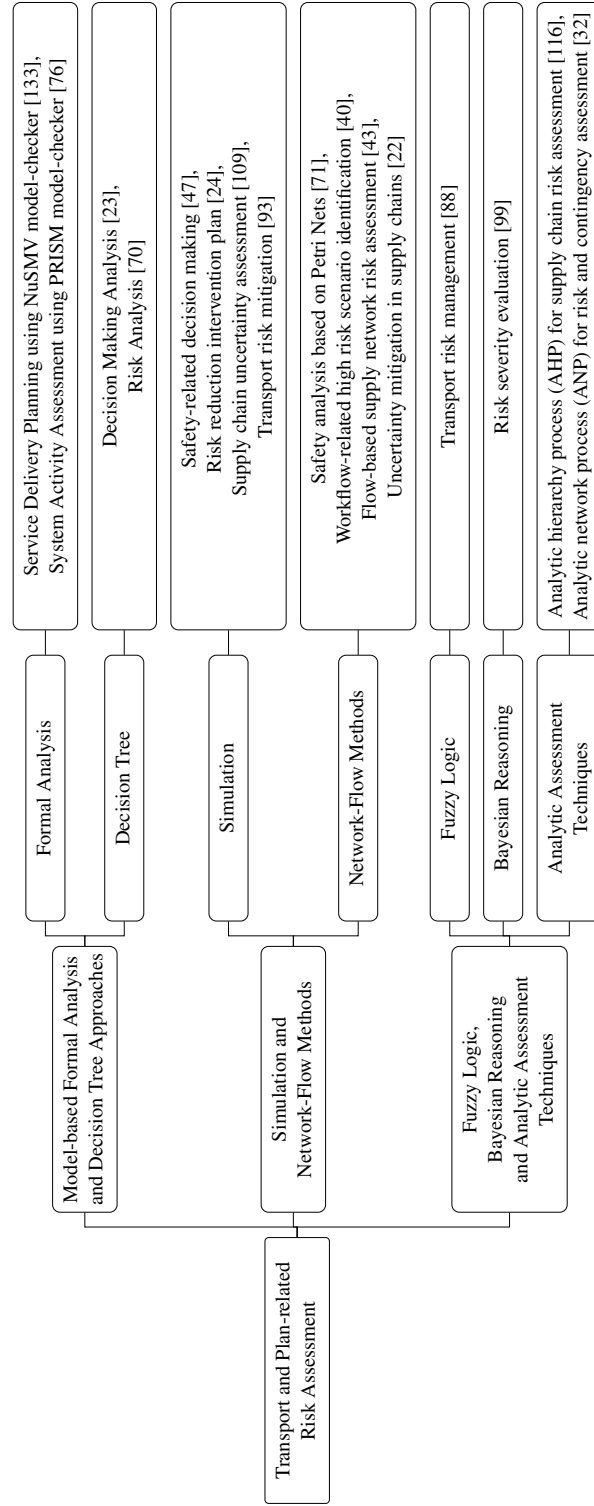 Transport and Plan-related
Risk Assessment
Model-based Formal Analysis
and Decision Tree Approaches
Formal Analysis
Service Delivery Planning using NuSMV model-checker [133],
System Activity Assessment using PRISM model-checker [76]
Decision Tree
Decision Making Analysis [23],
Risk Analysis [70]
Simulation and
Network-Flow Methods
Simulation
Safety-related decision making [47],
Risk reduction intervention plan [24],
Supply chain uncertainty assessment [109],
Transport risk mitigation [93]
Network-Flow Methods
Safety analysis based on Petri Nets [71],
Workflow-related high risk scenario identification [40],
Flow-based supply network risk assessment [43],
Uncertainty mitigation in supply chains [22]
Fuzzy Logic,
Bayesian Reasoning
and Analytic Assessment
Techniques
Fuzzy Logic
Transport risk management [88]
Bayesian Reasoning
Risk severity evaluation [99]
Analytic Assessment
Techniques
Analytic hierarchy process (AHP) for supply chain risk assessment [116],
Analytic network process (ANP) for risk and contingency assessment [32]